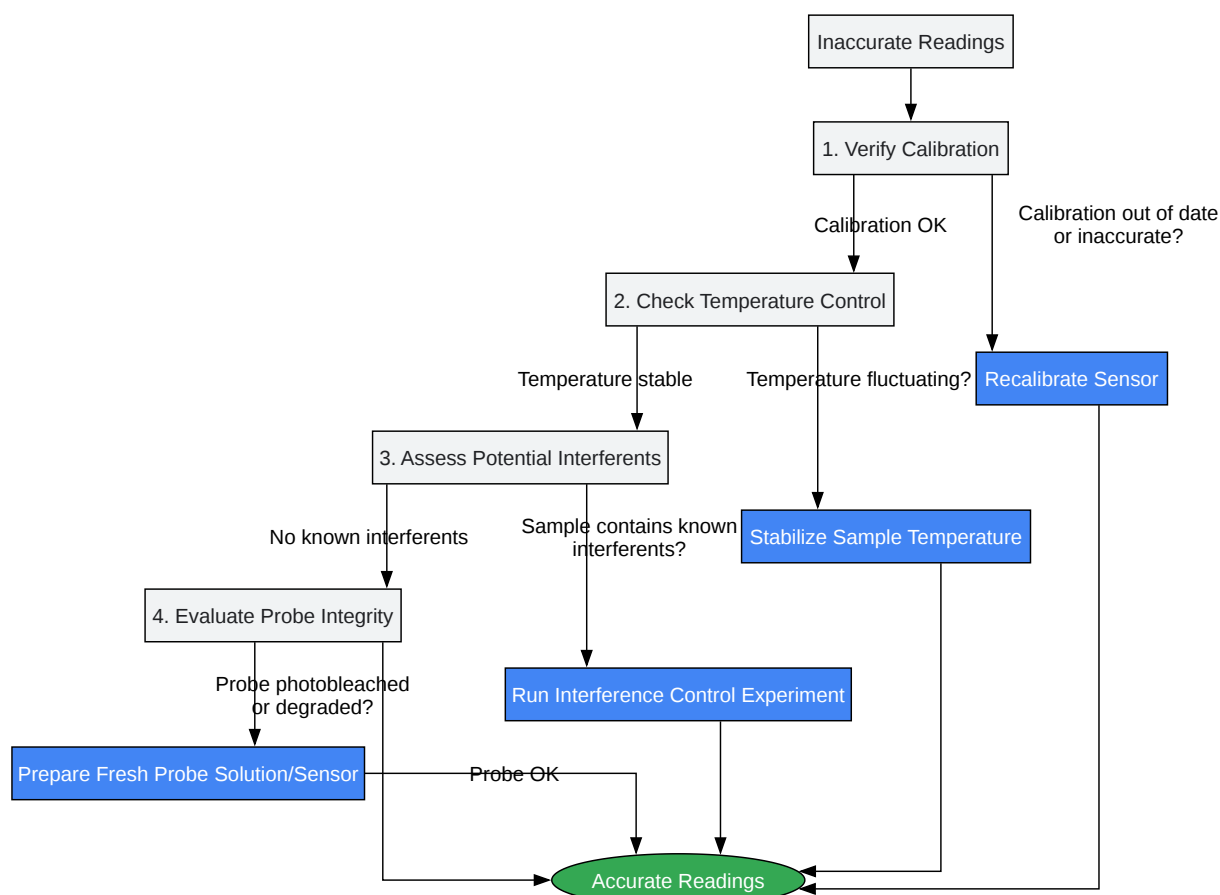 Inaccurate Readings
1. Verify Calibration
Calibration OK
Calibration out of date
or inaccurate?
2. Check Temperature Control
Temperature stable
Temperature fluctuating?
Recalibrate Sensor
3. Assess Potential Interferents
No known interferents
Sample contains known
interferents?
Stabilize Sample Temperature
4. Evaluate Probe Integrity
Probe photobleached
or degraded?
Run Interference Control Experiment
Prepare Fresh Probe Solution/Sensor
Probe OK
Accurate Readings